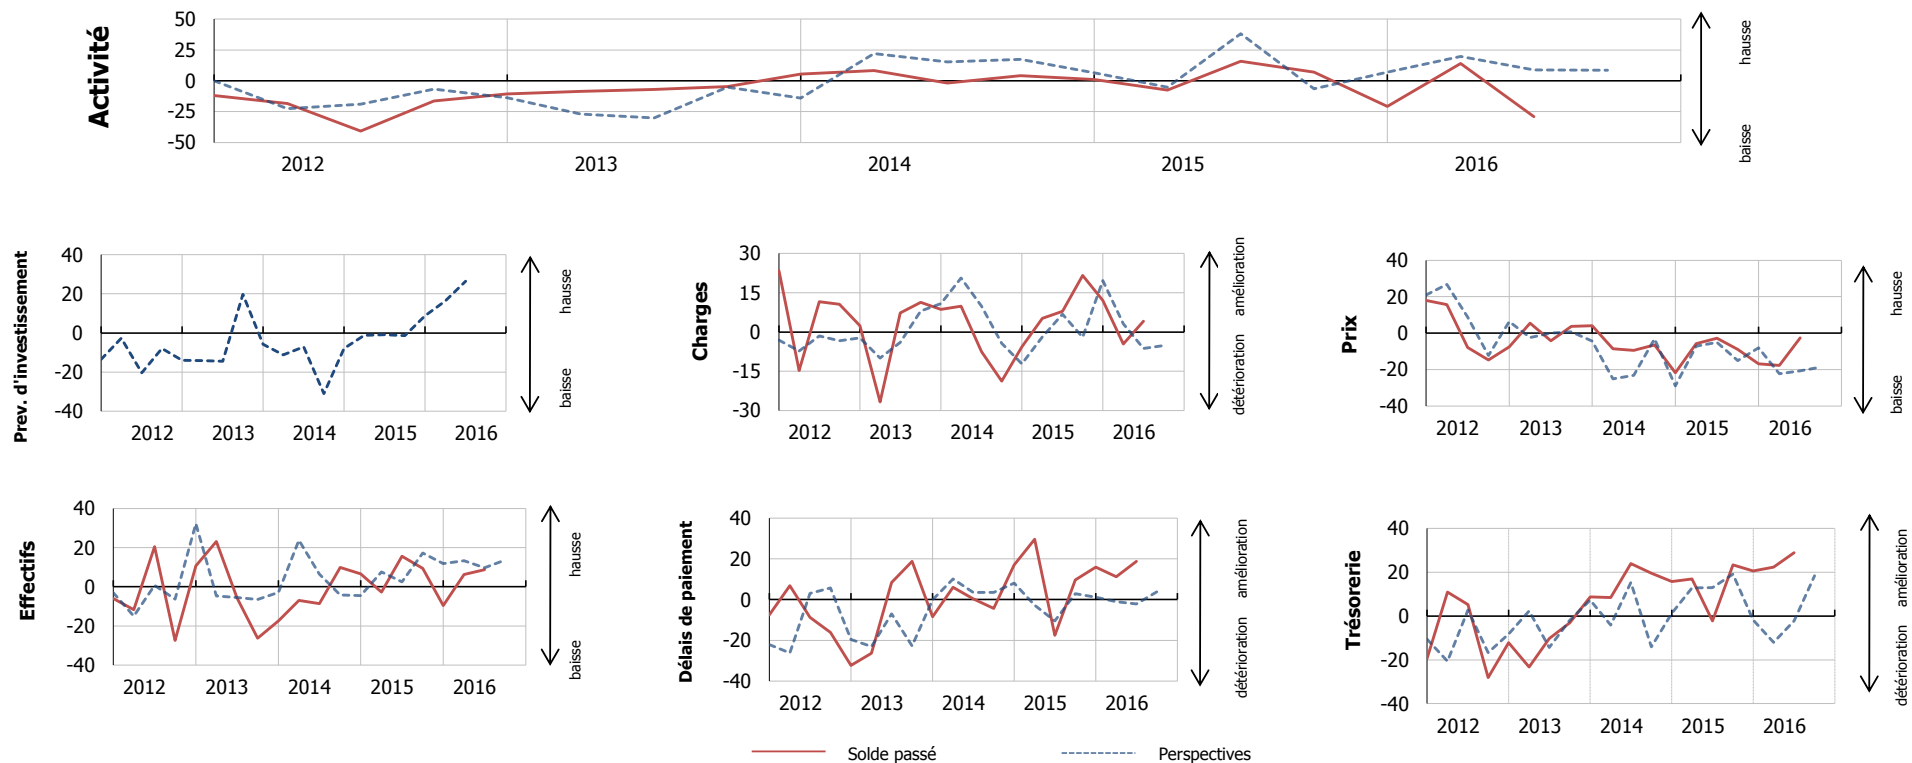 Activité
50
25
0
-25
-50
2012 2013 2014 2015 2016
hausse
baisse
Prev. d'investissement
40
20
0
-20
-40
2012 2013 2014 2015 2016
hausse
baisse
Charges
30
15
0
-15
-30
2012 2013 2014 2015 2016
amélioration
détérioration
Prix
40
20
0
-20
-40
2012 2013 2014 2015 2016
hausse
baisse
Effectifs
40
20
0
-20
-40
2012 2013 2014 2015 2016
hausse
baisse
Délais de paiement
40
20
0
-20
-40
2012 2013 2014 2015 2016
amélioration
détérioration
Trésorerie
40
20
0
-20
-40
2012 2013 2014 2015 2016
amélioration
détérioration
Solde passé Perspectives